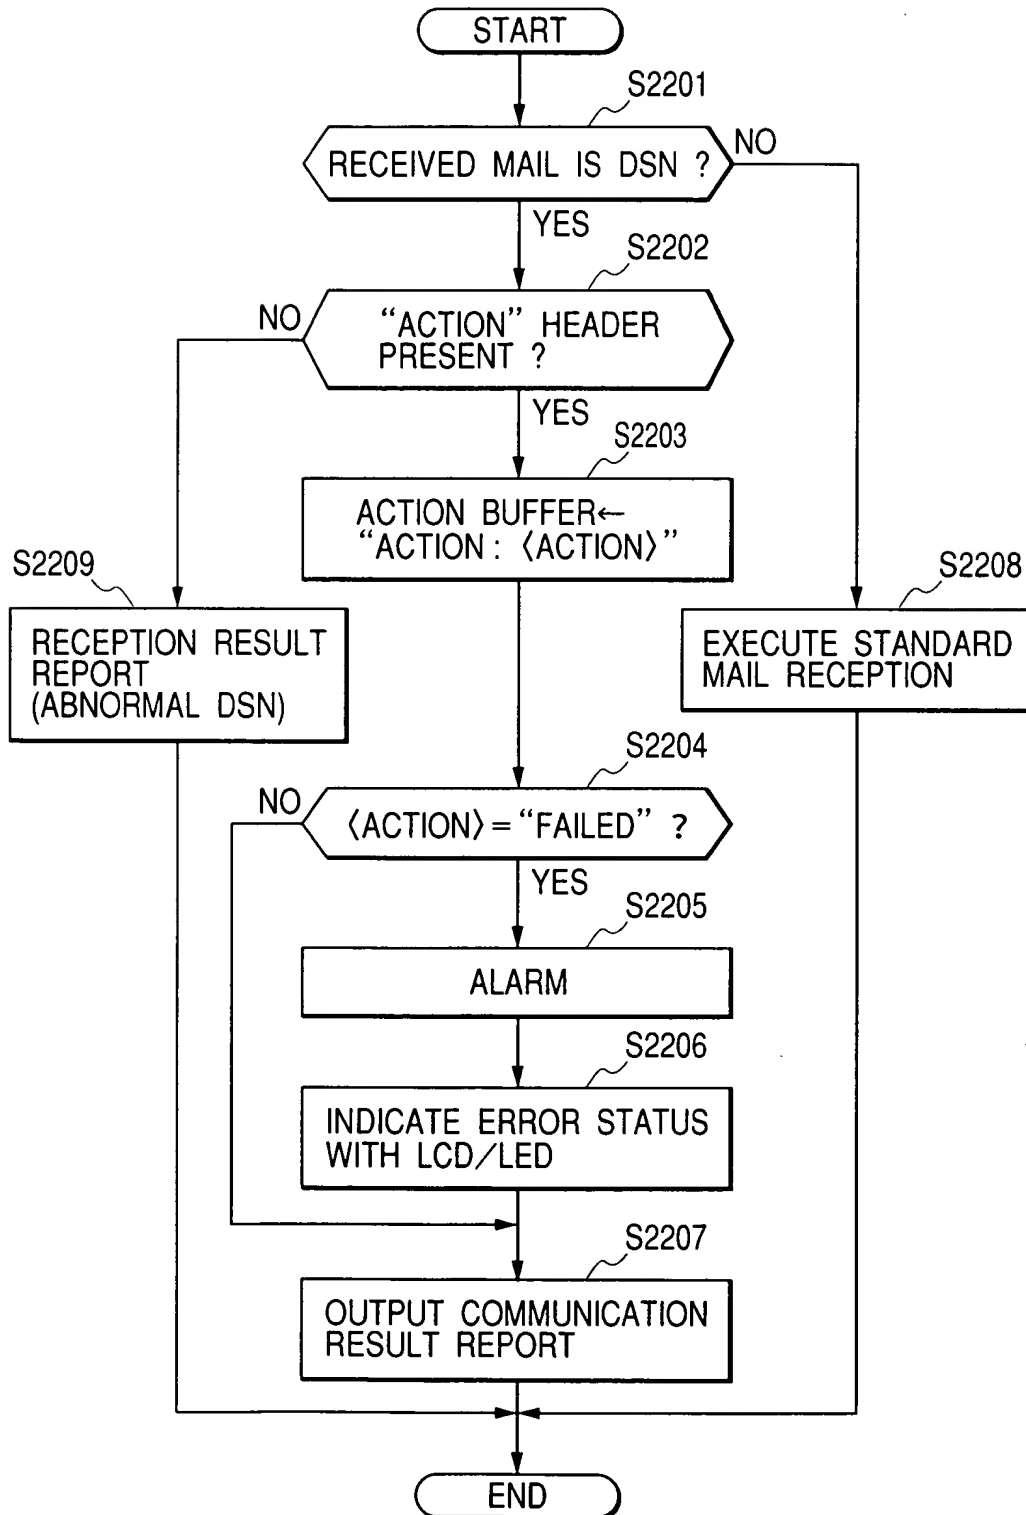 START
S2201
RECEIVED MAIL IS DSN ?
NO
YES
S2202
NO
“ACTION” HEADER
PRESENT ?
YES
S2203
ACTION BUFFER←
“ACTION : 〈ACTION〉”
S2209
S2208
RECEPTION RESULT
REPORT
(ABNORMAL DSN)
EXECUTE STANDARD
MAIL RECEPTION
S2204
NO
〈ACTION〉=“FAILED” ?
YES
S2205
ALARM
S2206
INDICATE ERROR STATUS
WITH LCD/LED
S2207
OUTPUT COMMUNICATION
RESULT REPORT
END